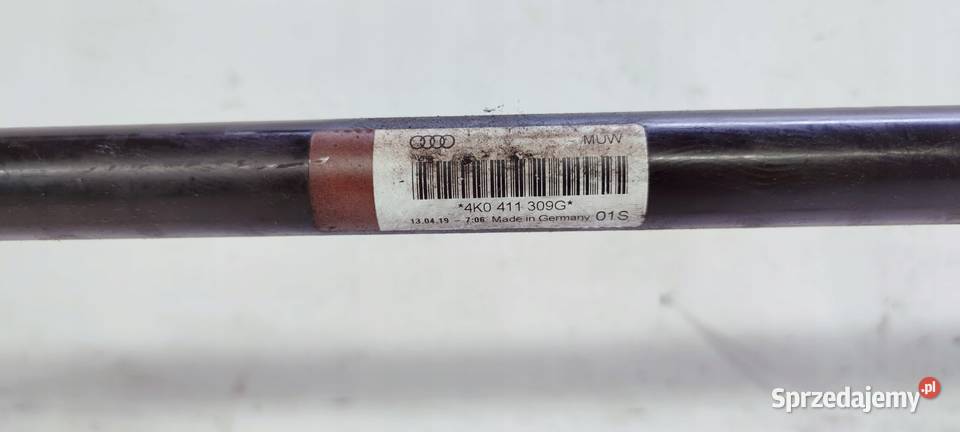 MUW
*4K0 411 309G*
13.04.19 - 7:06 Made in Germany 01S
Sprzedajemy.pl